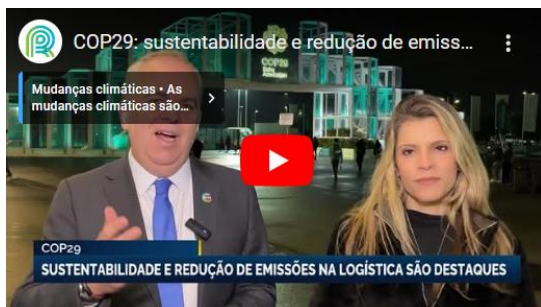 COP29: sustentabilidade e redução de emiss...
Mudanças climáticas • As
mudanças climáticas são...
COP29
COP29
SUSTENTABILIDADE E REDUÇÃO DE EMISSÕES NA LOGÍSTICA SÃO DESTAQUES